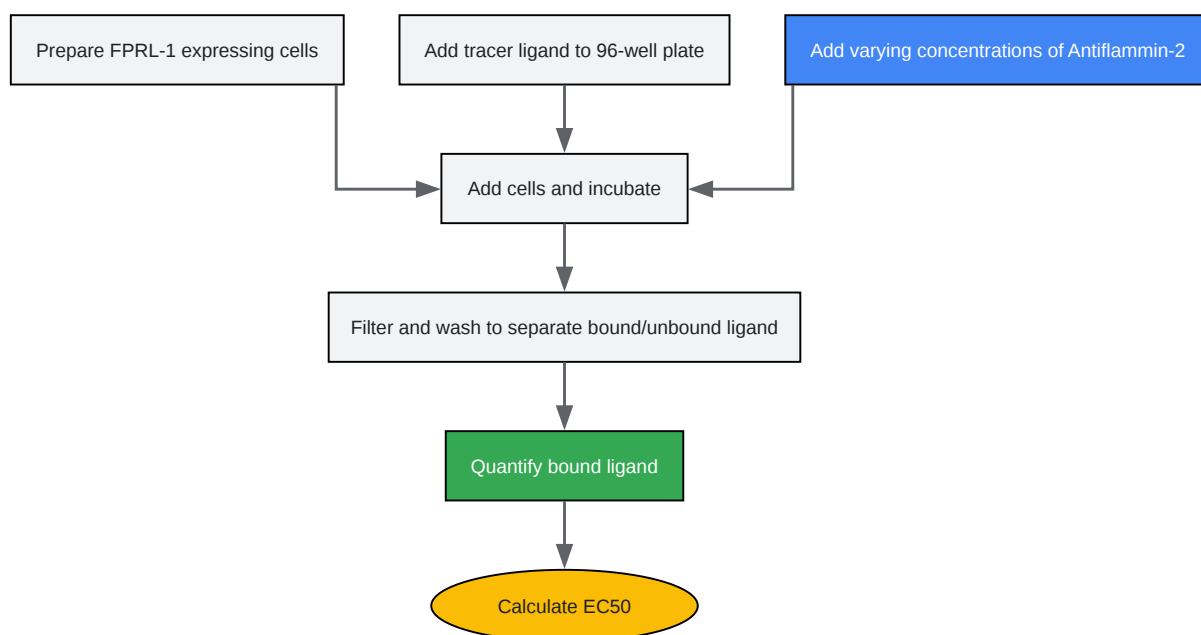 Prepare FPRL-1 expressing cells
Add tracer ligand to 96-well plate
Add varying concentrations of Antiflammin-2
Add cells and incubate
Filter and wash to separate bound/unbound ligand
Quantify bound ligand
Calculate EC50